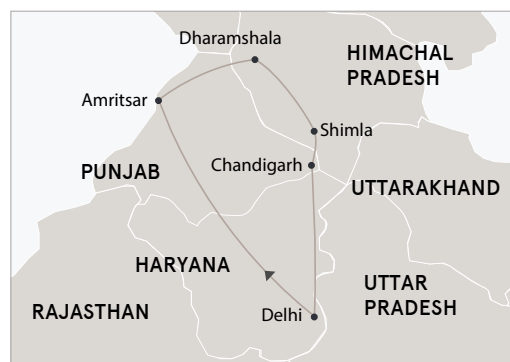 Dharamshala
HIMACHAL
PRADESH
Amritsar
Shimla
Chandigarh
PUNJAB
UTTARAKHAND
HARYANA
UTTAR
PRADESH
RAJASTHAN
Delhi